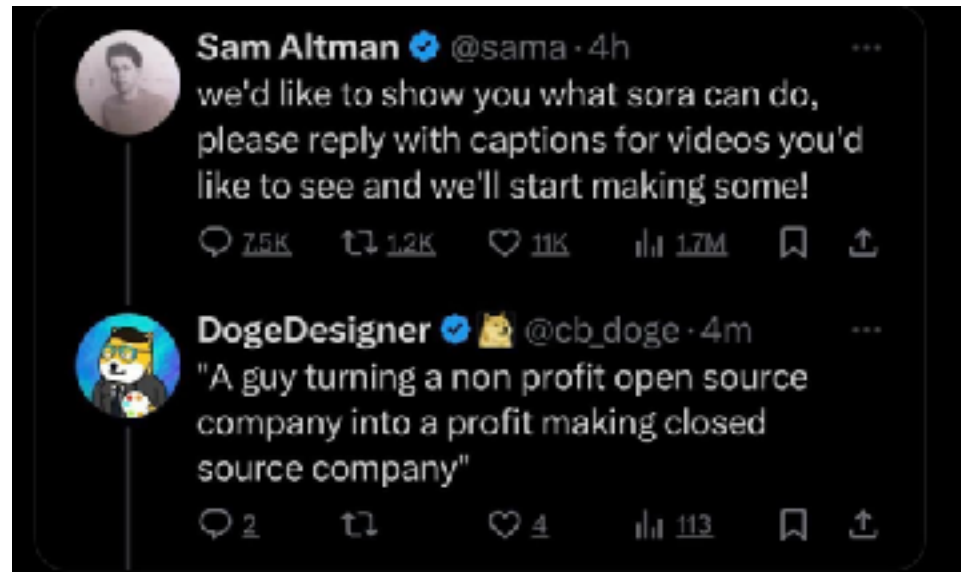 Sam Altman @sama · 4h
we'd like to show you what sora can do,
please reply with captions for videos you'd
like to see and we'll start making some!
7.5K 1.2K 11K 1.7M
DogeDesigner @cb_doge · 4m
"A guy turning a non profit open source
company into a profit making closed
source company"
2 4 113